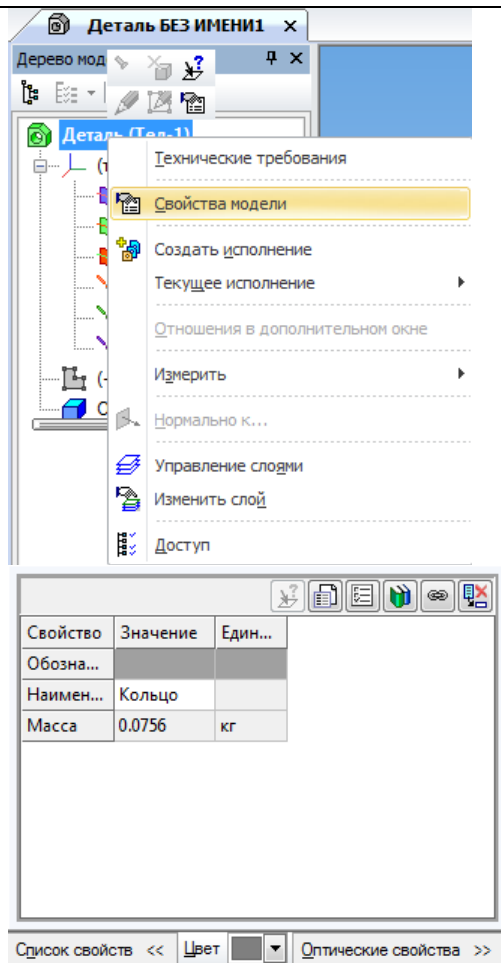 Деталь БЕЗ ИМЕНИ1
Дерево мод
Деталь (Тел-1)
(т
Технические требования
Свойства модели
Создать исполнение
Текущее исполнение
Отношения в дополнительном окне
Измерить
(-
Нормально к...
С
Управление слоями
Изменить слой
Доступ
Свойство Значение Един...
Обозна...
Наимен... Кольцо
Масса 0.0756 кг
Список свойств << Цвет Оптические свойства >>